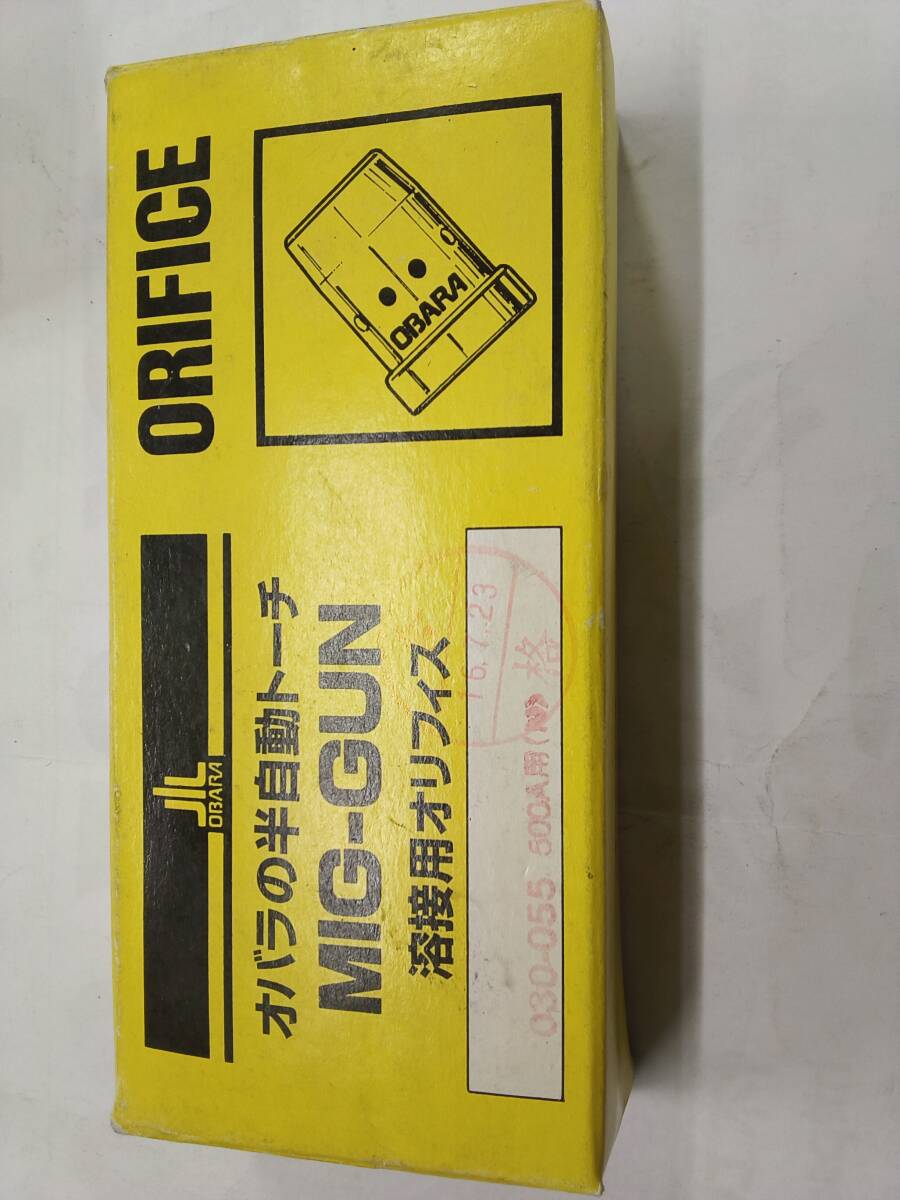 OBARA
オバラの半自動トーチ
MIG-GUN
溶接用オリフィス
030-055 500A用
16.7.23
格
ORIFICE
OBARA